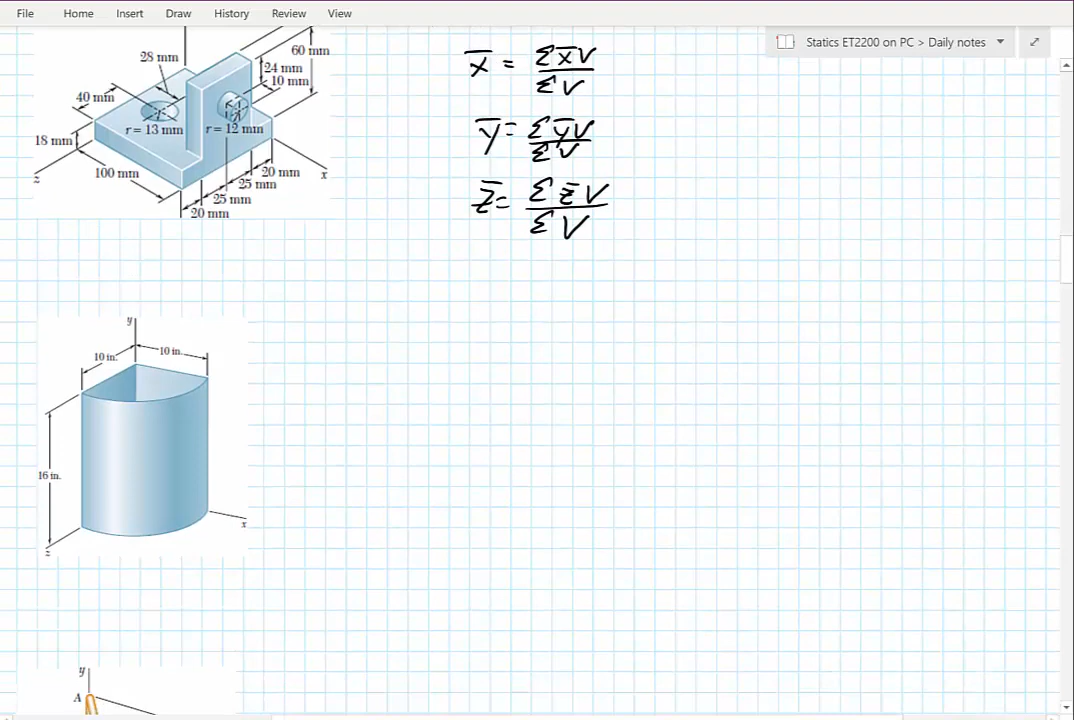 File Insert Draw History Review View
Statics ET2200 on PC > Daily notes
28 mm
60 mm
24 mm
10 mm
40 mm
r = 13 mm
r = 12 mm
18 mm
100 mm
20 mm
25 mm
25 mm
20 mm
z
x
x̄ = Σx̄V / ΣV
ȳ = ΣȳV / ΣV
z̄ = Σz̄V / ΣV
y
10 in.
10 in.
16 in.
x
z
y
A